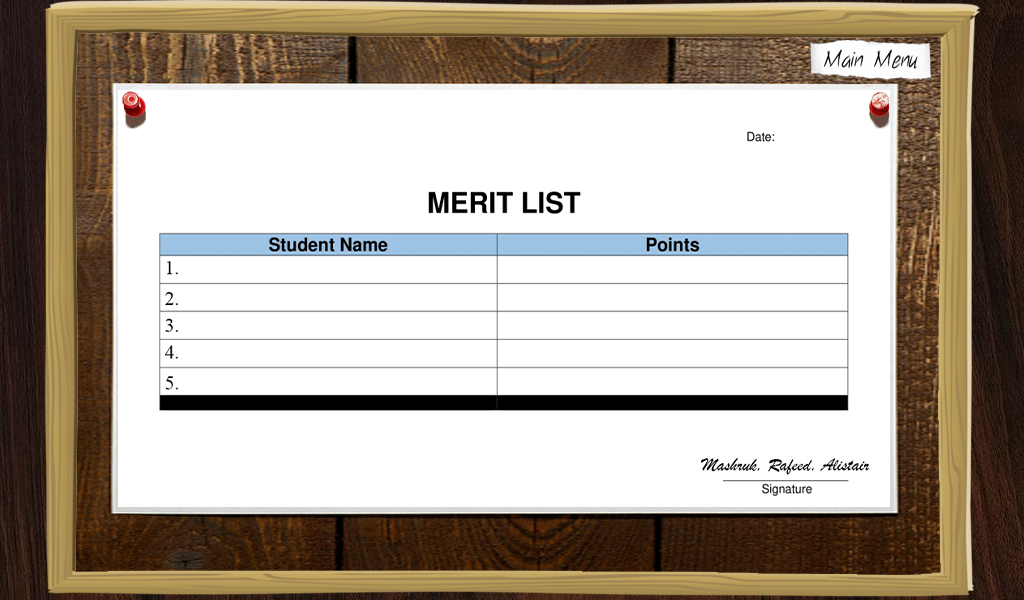 Main Menu
Date:
MERIT LIST
Student Name Points
1.
2.
3.
4.
5.
Mashruk, Rafeed, Alistair
Signature